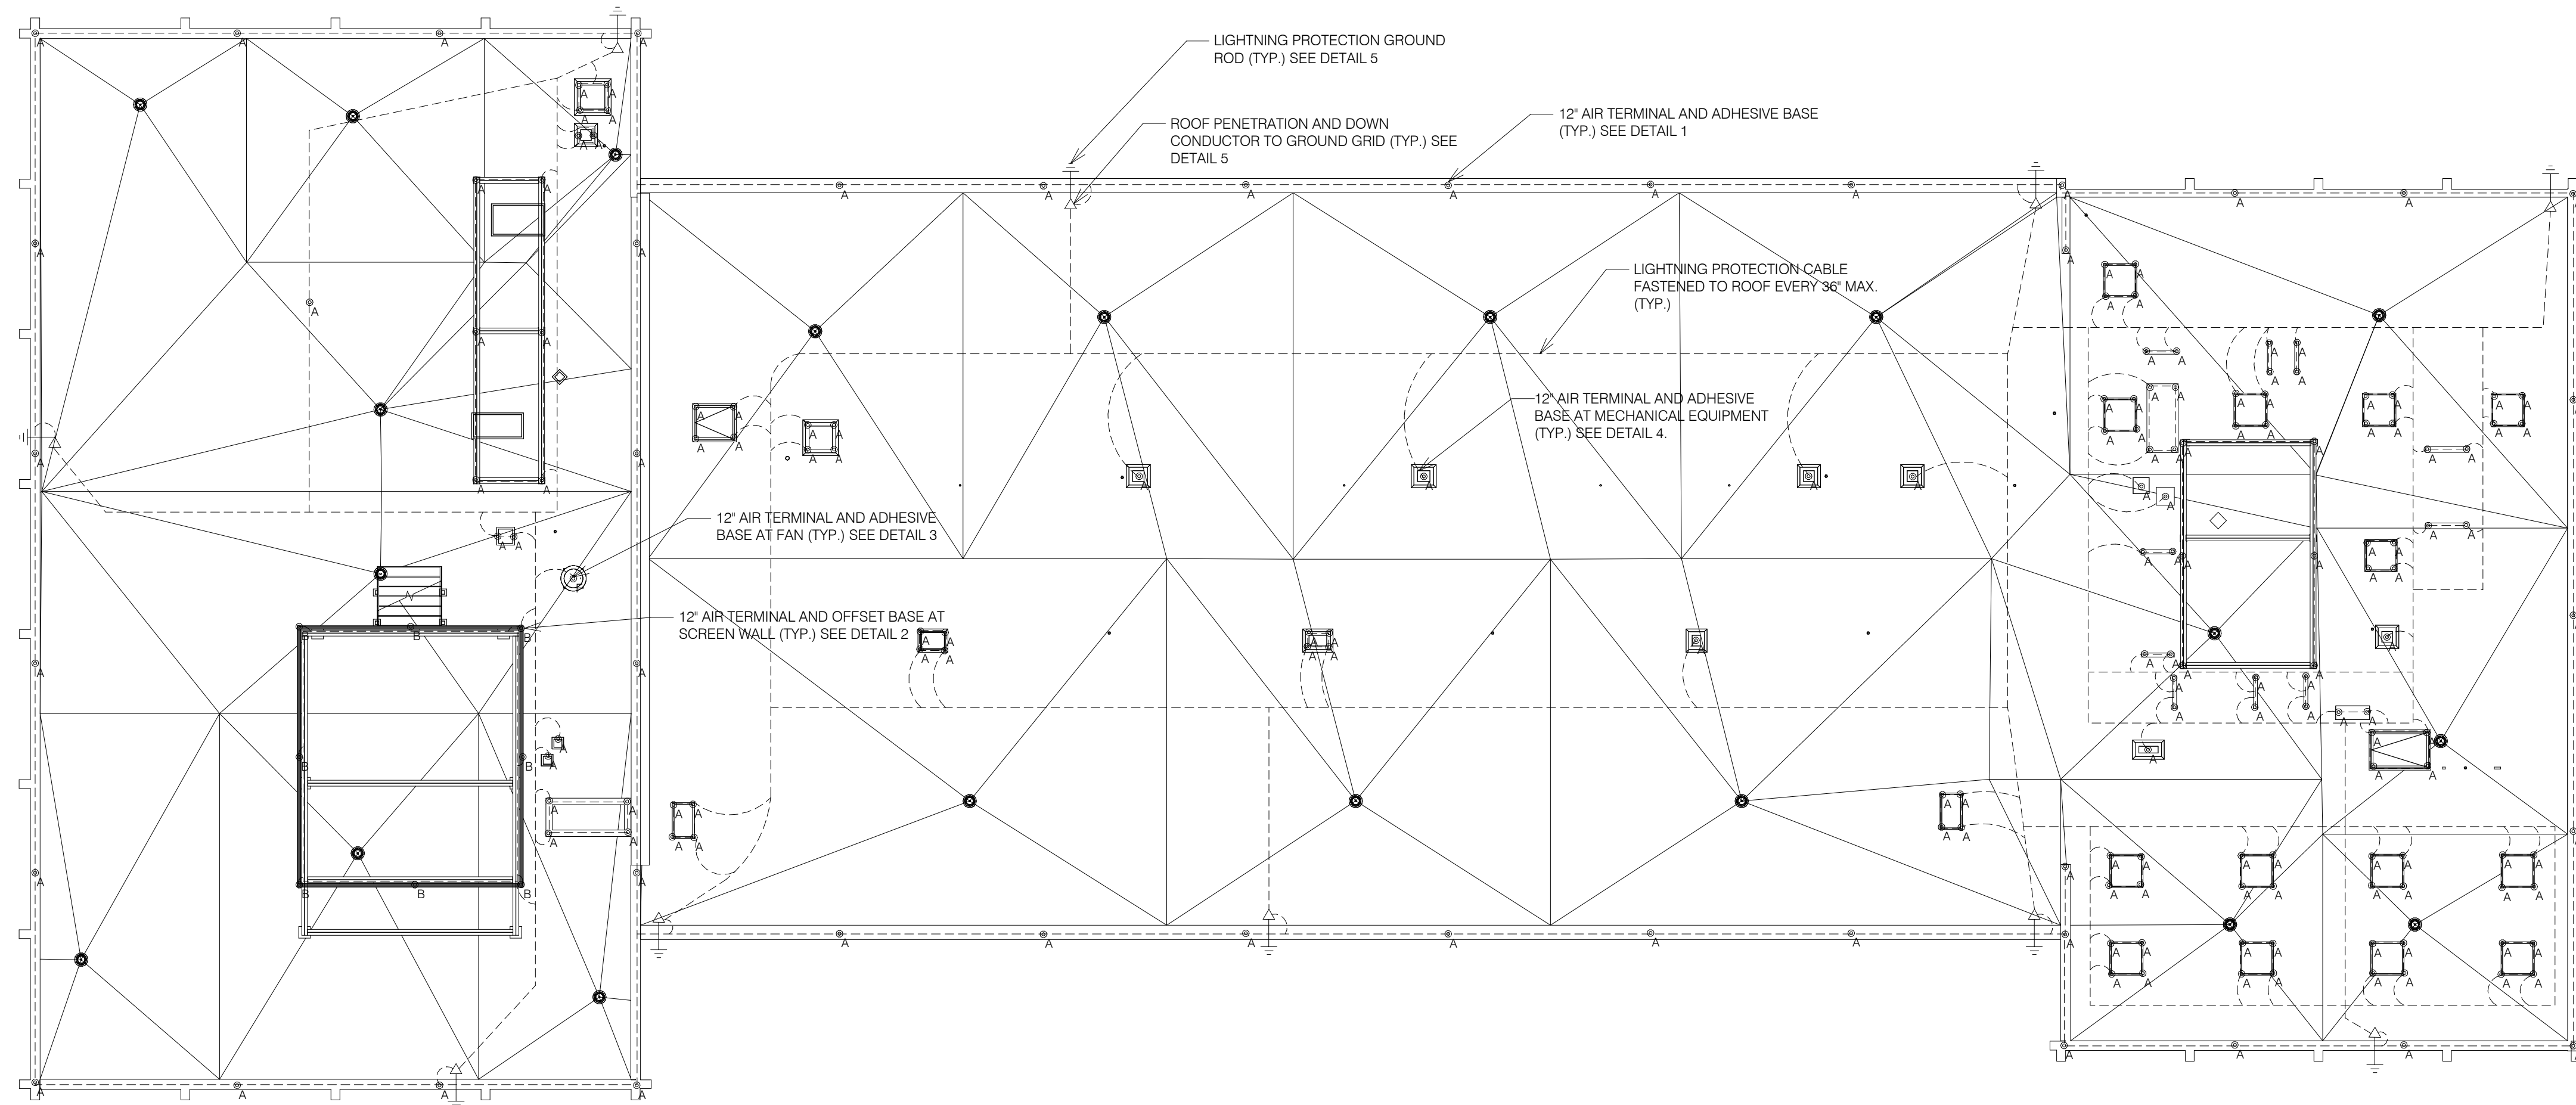 LIGHTNING PROTECTION GROUND
ROD (TYP.) SEE DETAIL 5
ROOF PENETRATION AND DOWN
CONDUCTOR TO GROUND GRID (TYP.) SEE
DETAIL 5
12" AIR TERMINAL AND ADHESIVE BASE
(TYP.) SEE DETAIL 1
LIGHTNING PROTECTION CABLE
FASTENED TO ROOF EVERY 36" MAX.
(TYP.)
12" AIR TERMINAL AND ADHESIVE
BASE AT MECHANICAL EQUIPMENT
(TYP.) SEE DETAIL 4.
12" AIR TERMINAL AND ADHESIVE
BASE AT FAN (TYP.) SEE DETAIL 3
12" AIR TERMINAL AND OFFSET BASE AT
SCREEN WALL (TYP.) SEE DETAIL 2
A
A
A
A
B
B
B
B
B
B
B
B